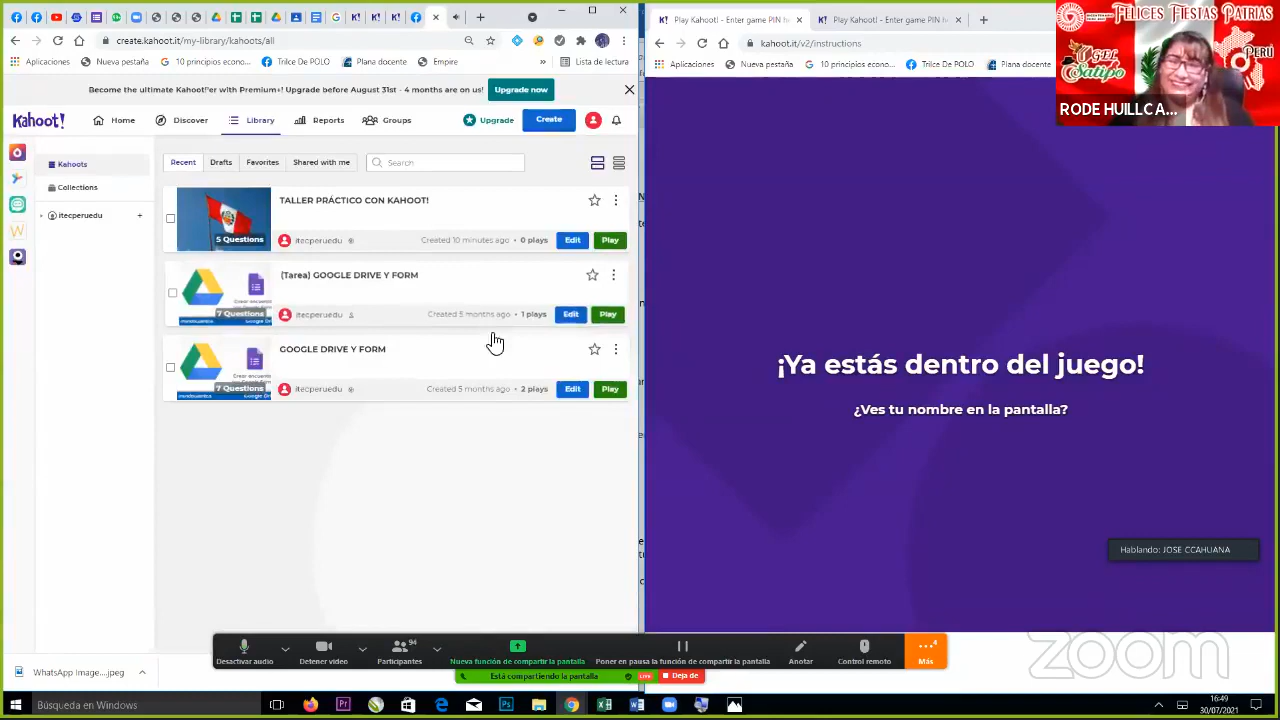 create.kahoot.it/my-library/kahoots/all
Aplicaciones
Nueva pestaña
10 principios econo...
Trilce De POLO
Plana docente
Empire
»
Lista de lectura
Become the ultimate Kahoot!'er with Premium+! Upgrade before August 31st - 4 months are on us!
Upgrade now
Kahoot!
Home
Discover
Library
Reports
Groups
Upgrade
Create
Kahoots
Collections
itecperuedu
Recent
Drafts
Favorites
Shared with me
Search
TALLER PRÁCTICO CON KAHOOT!
5 Questions
itecperuedu
Created 10 minutes ago • 0 plays
Edit
Play
(Tarea) GOOGLE DRIVE Y FORM
7 Questions
itecperuedu
Created 5 months ago • 1 plays
Edit
Play
GOOGLE DRIVE Y FORM
7 Questions
itecperuedu
Created 5 months ago • 2 plays
Edit
Play
Play Kahoot! - Enter game PIN h
Play Kahoot! - Enter game PIN h
kahoot.it/v2/instructions
Aplicaciones
Nueva pestaña
10 principios econo...
Trilce De POLO
Plana docente
FELICES FIESTAS PATRIAS
UGEL
Satipo
PERÚ
RODE HUILLCA...
¡Ya estás dentro del juego!
¿Ves tu nombre en la pantalla?
Hablando: JOSE CCAHUANA
zoom
94
4
Desactivar audio
Detener video
Participantes
Nueva función de compartir la pantalla
Poner en pausa la función de compartir la pantalla
Anotar
Control remoto
Más
Está compartiendo la pantalla
LIVE
Deja de
WhatsApp Image....jpeg
Búsqueda en Windows
16:49
30/07/2021